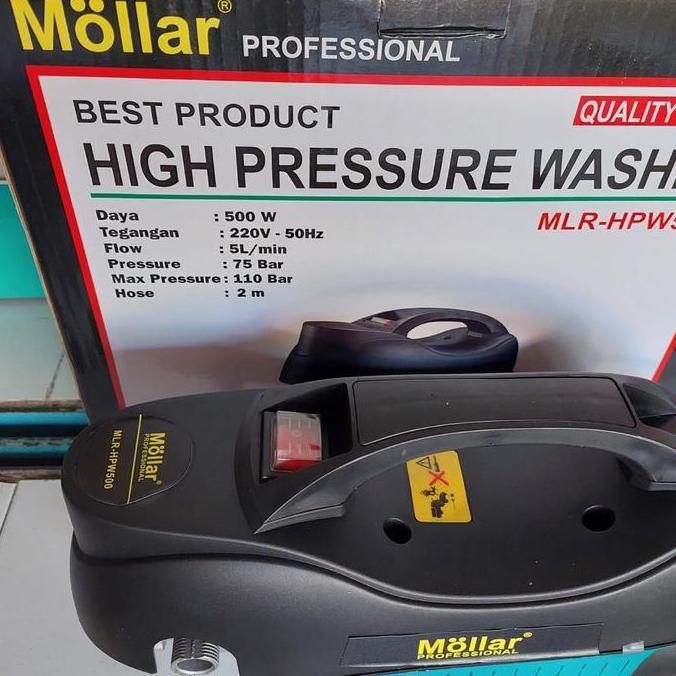 Möllar®
PROFESSIONAL
BEST PRODUCT
QUALITY
HIGH PRESSURE WASH
MLR-HPW
Daya : 500 W
Tegangan : 220V - 50Hz
Flow : 5L/min
Pressure : 75 Bar
Max Pressure : 110 Bar
Hose : 2 m
Möllar®
PROFESSIONAL
MLR-HPW500
Möllar®
PROFESSIONAL